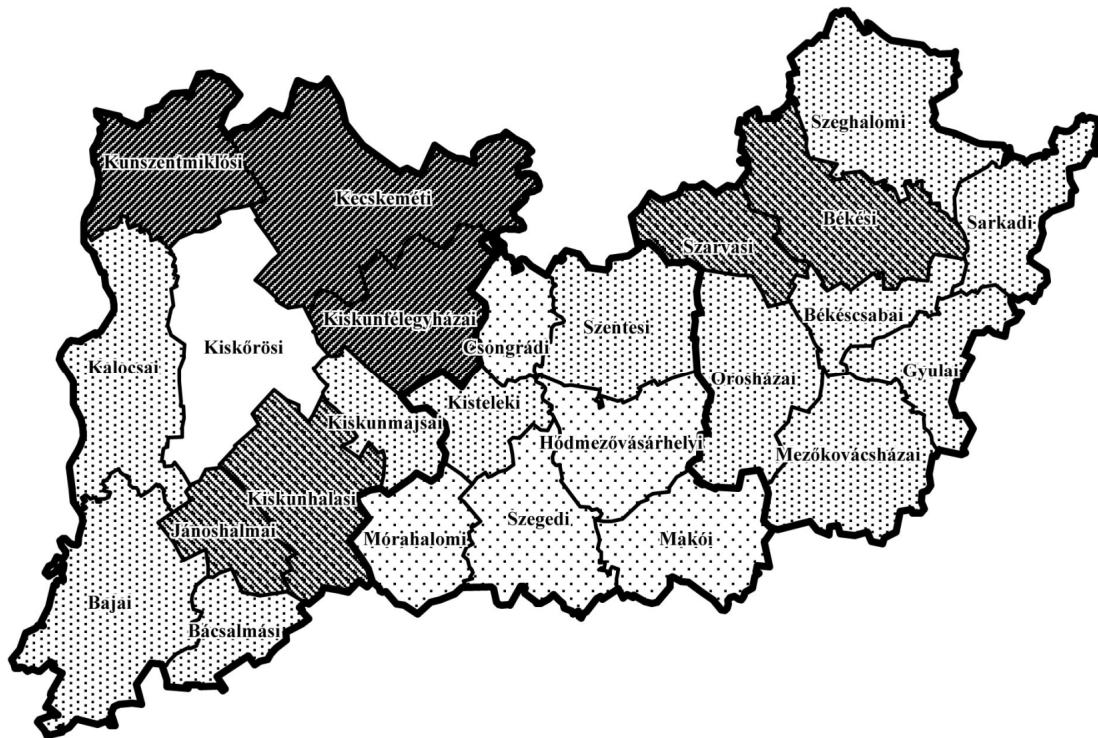 Szeghalomi
Kunszentmiklósi
Kecskeméti
Békési
Sarkadi
Szarvasi
Kiskunfélegyházai
Békéscsabai
Szentesi
Csongrádi
Kiskőrösi
Kalocsai
Gyulai
Orosházai
Kisteleki
Kiskunmajsai
Hódmezővásárhelyi
Mezőkovácsházai
Kiskunhalasi
Szegedi
Jánoshalmai
Mórahalomi
Makói
Bajai
Bácsalmási